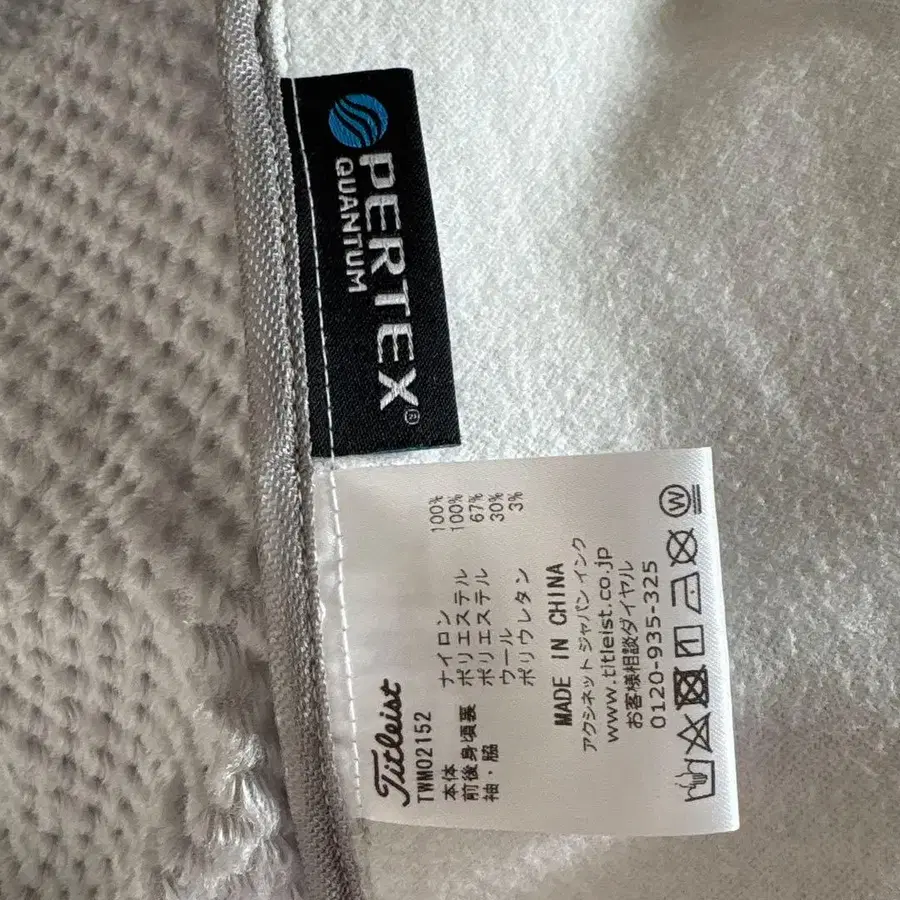 PERTEX®
QUANTUM
Titleist
TWM02152
本体 ナイロン 100%
前後身頃裏 ポリエステル 100%
袖・脇 ポリエステル 67%
ウール 30%
ポリウレタン 3%
MADE IN CHINA
アクシネット ジャパン インク
www.titleist.co.jp
お客様相談ダイヤル
0120-935-325
W